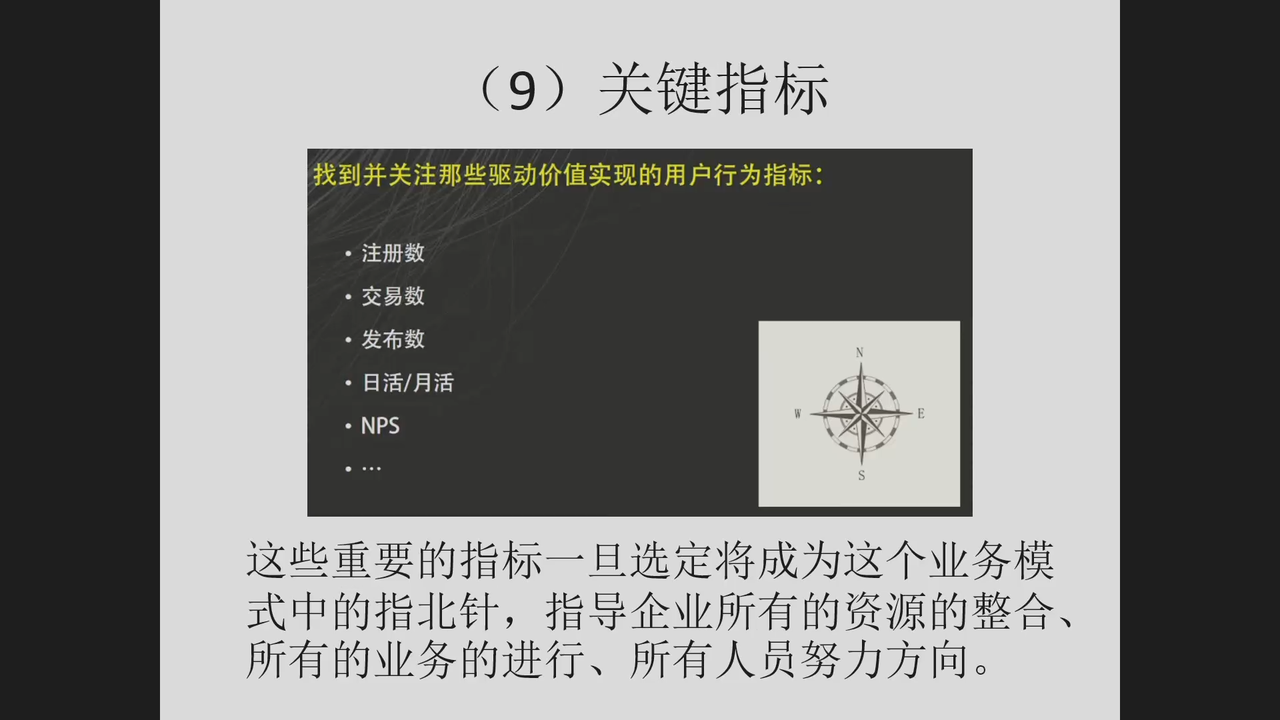 （9）关键指标
找到并关注那些驱动价值实现的用户行为指标：
• 注册数
• 交易数
• 发布数
• 日活/月活
• NPS
• …
N
W
E
S
这些重要的指标一旦选定将成为这个业务模
式中的指北针，指导企业所有的资源的整合、
所有的业务的进行、所有人员努力方向。